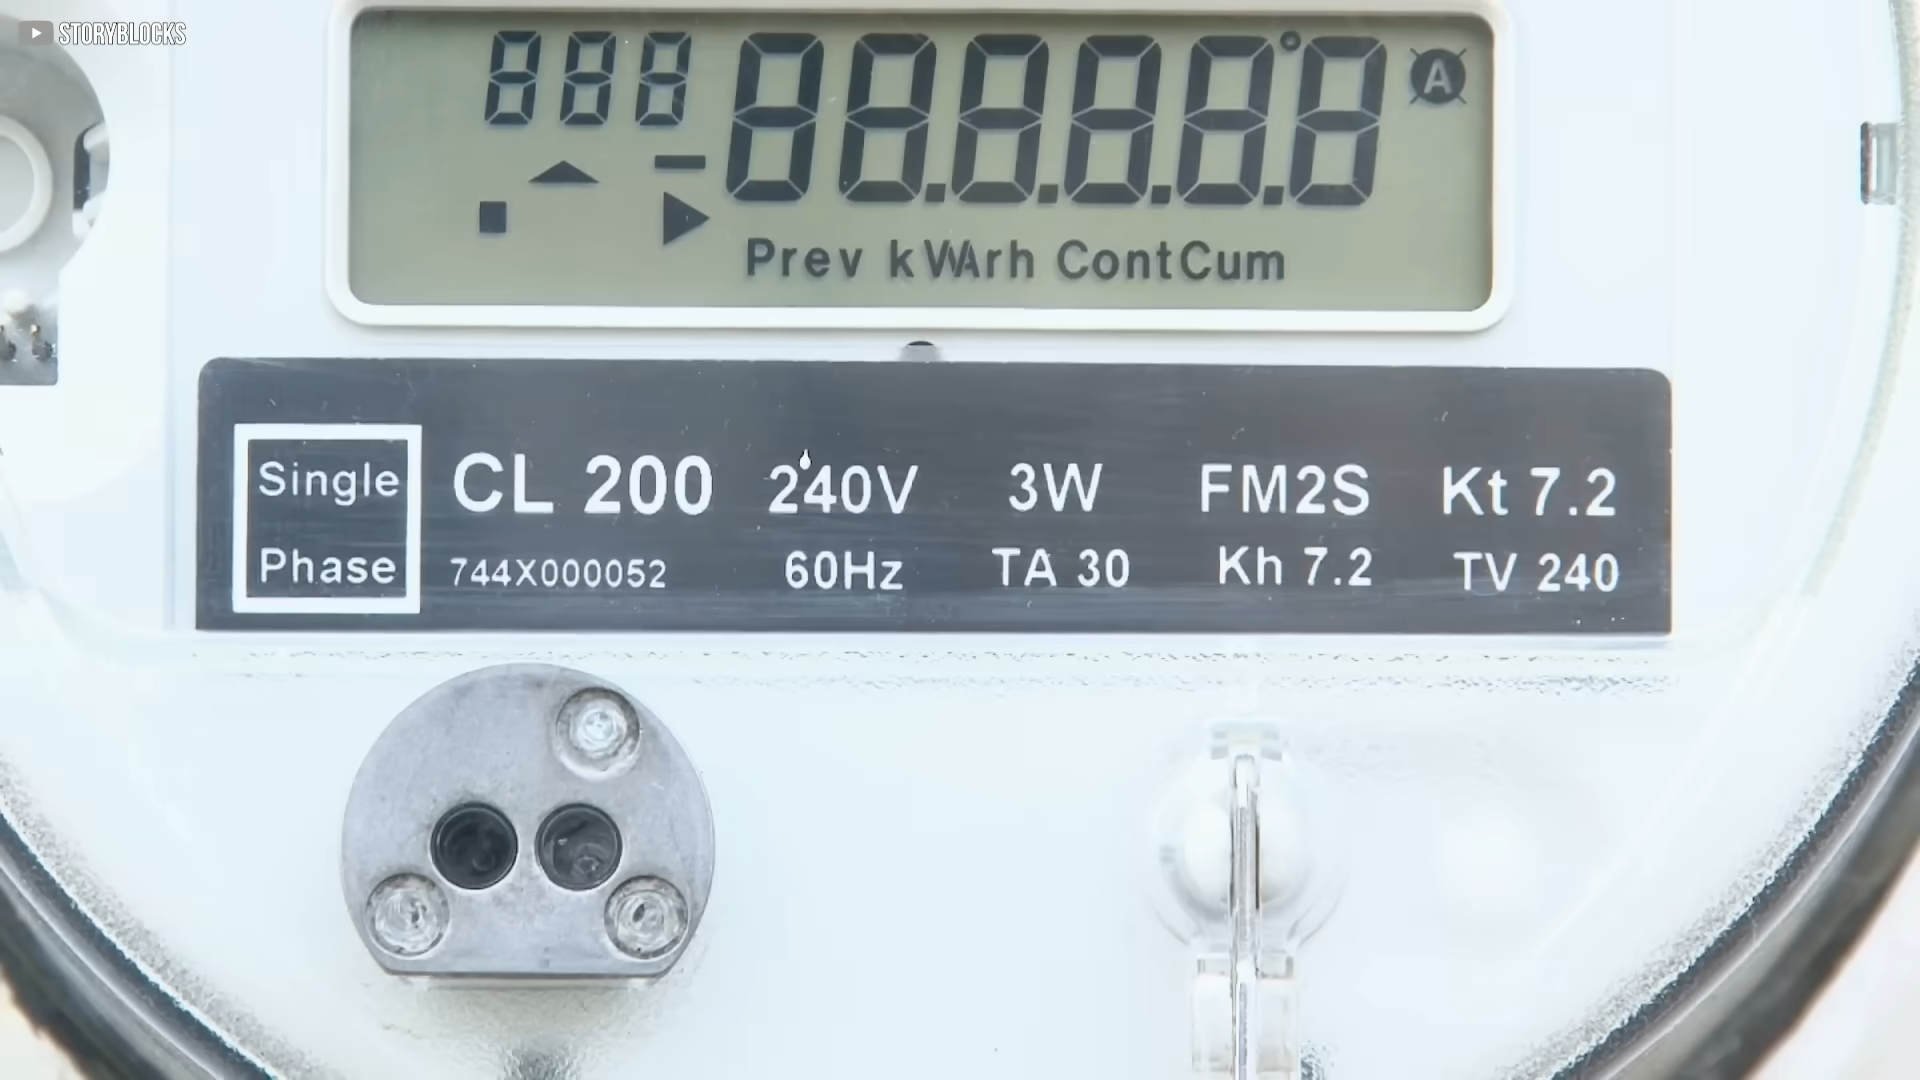 STORYBLOCKS
888 888888 A
Prev kWArh ContCum
Single Phase
CL 200 240V 3W FM2S Kt 7.2
744X000052 60Hz TA 30 Kh 7.2 TV 240